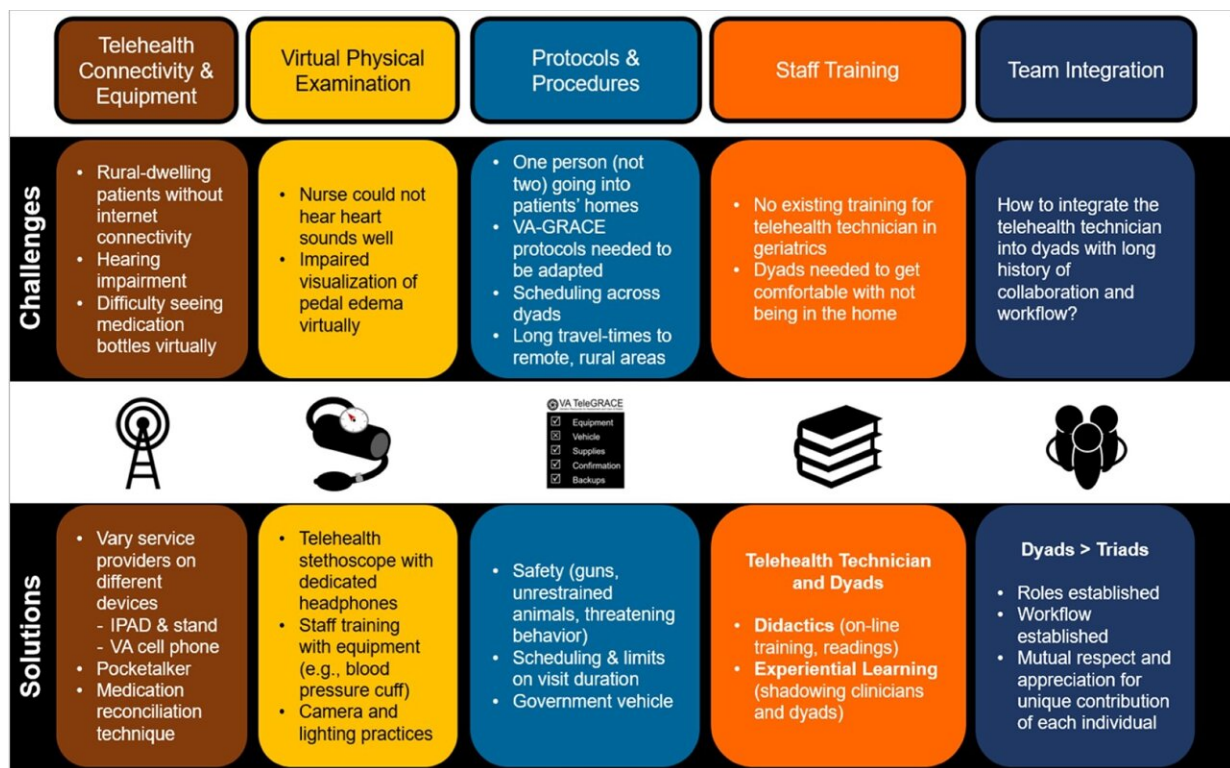 Telehealth
Connectivity &
Equipment
Virtual Physical
Examination
Protocols &
Procedures
Staff Training
Team Integration
Challenges
• Rural-dwelling
patients without
internet
connectivity
• Hearing
impairment
• Difficulty seeing
medication
bottles virtually
• Nurse could not
hear heart
sounds well
• Impaired
visualization of
pedal edema
virtually
• One person (not
two) going into
patients' homes
• VA-GRACE
protocols needed to
be adapted
• Scheduling across
dyads
• Long travel-times to
remote, rural areas
• No existing training for
telehealth technician in
geriatrics
• Dyads needed to get
comfortable with not
being in the home
How to integrate the
telehealth technician
into dyads with long
history of
collaboration and
workflow?
VA TeleGRACE
Equipment
Vehicle
Supplies
Confirmation
Backups
Solutions
• Vary service
providers on
different
devices
- IPAD & stand
- VA cell phone
• Pocketalker
• Medication
reconciliation
technique
• Telehealth
stethoscope with
dedicated
headphones
• Staff training
with equipment
(e.g., blood
pressure cuff)
• Camera and
lighting practices
• Safety (guns,
unrestrained
animals, threatening
behavior)
• Scheduling & limits
on visit duration
• Government vehicle
Telehealth Technician
and Dyads
• Didactics (on-line
training, readings)
• Experiential Learning
(shadowing clinicians
and dyads)
Dyads > Triads
• Roles established
• Workflow
established
• Mutual respect and
appreciation for
unique contribution
of each individual